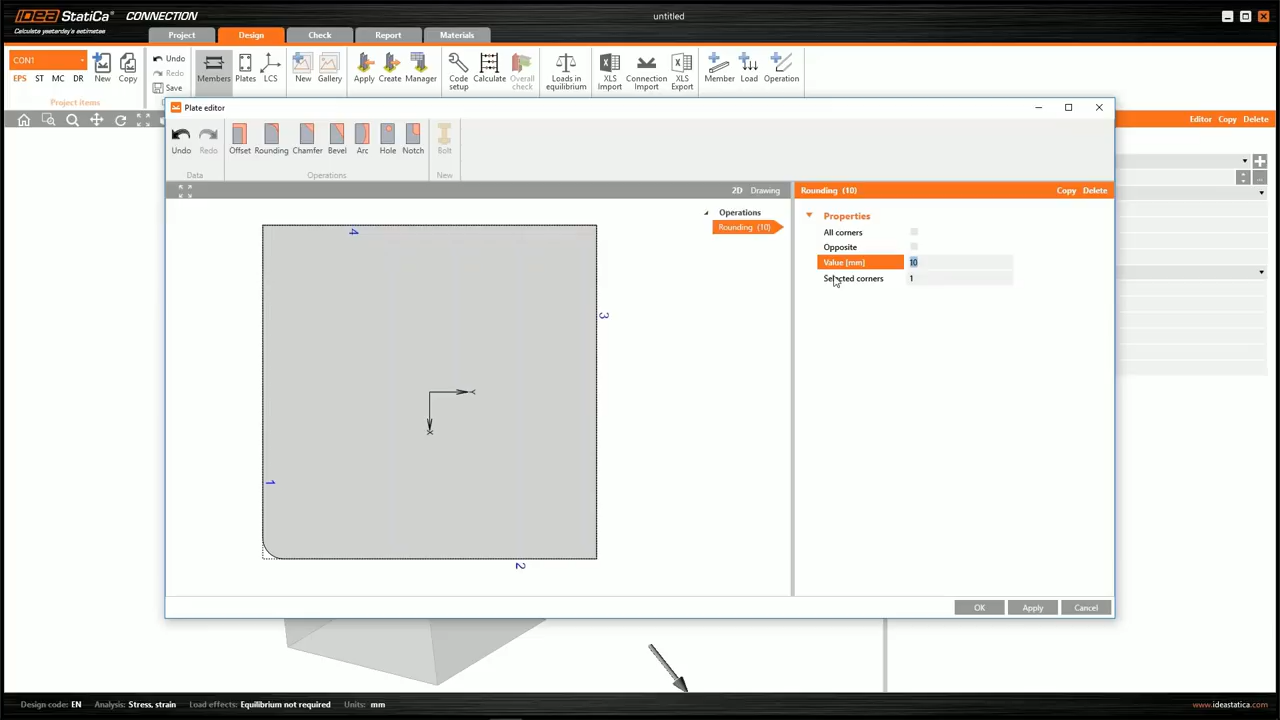 IDEA StatiCa® CONNECTION
Calculate yesterday's estimates
untitled
Project Design Check Report Materials
CON1
EPS ST MC DR
New Copy
Project items
Undo
Redo
Save
Members Plates LCS
New Gallery
Apply Create Manager
Code setup Calculate Overall check
Loads in equilibrium
XLS Import Connection Import XLS Export
Member Load Operation
Editor Copy Delete
Plate editor
Undo Redo
Data
Offset Rounding Chamfer Bevel Arc Hole Notch
Operations
Bolt
New
2D Drawing
Operations
Rounding (10)
Rounding (10) Copy Delete
Properties
All corners
Opposite
Value [mm] 10
Selected corners 1
4
3
Y
X
1
2
OK Apply Cancel
Design code: EN Analysis: Stress, strain Load effects: Equilibrium not required Units: mm
www.ideastatica.com